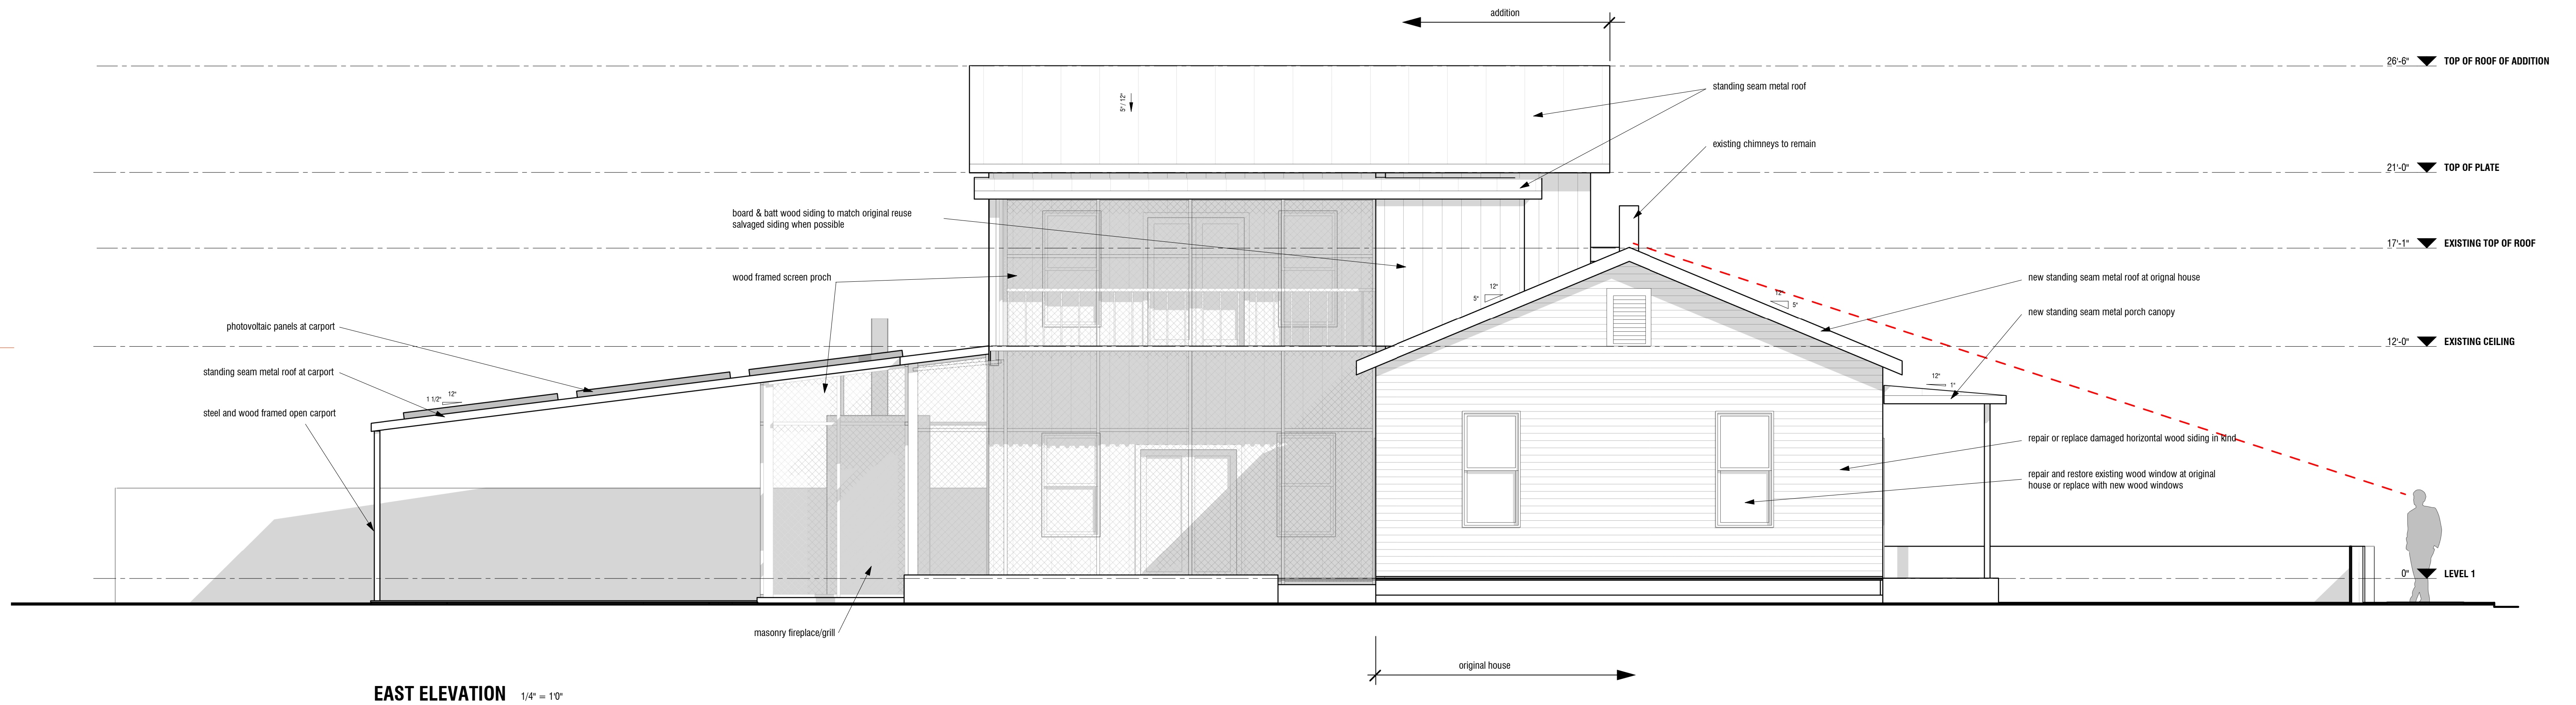 addition
26'-6" TOP OF ROOF OF ADDITION
standing seam metal roof
5"/ 12"
existing chimneys to remain
21'-0" TOP OF PLATE
board & batt wood siding to match original reuse
salvaged siding when possible
17'-1" EXISTING TOP OF ROOF
wood framed screen proch
new standing seam metal roof at orignal house
12"
5"
12"
5"
new standing seam metal porch canopy
photovoltaic panels at carport
12'-0" EXISTING CEILING
standing seam metal roof at carport
12"
1"
12"
1 1/2"
steel and wood framed open carport
repair or replace damaged horizontal wood siding in kind
repair and restore existing wood window at original
house or replace with new wood windows
0" LEVEL 1
masonry fireplace/grill
original house
EAST ELEVATION 1/4" = 1'0"